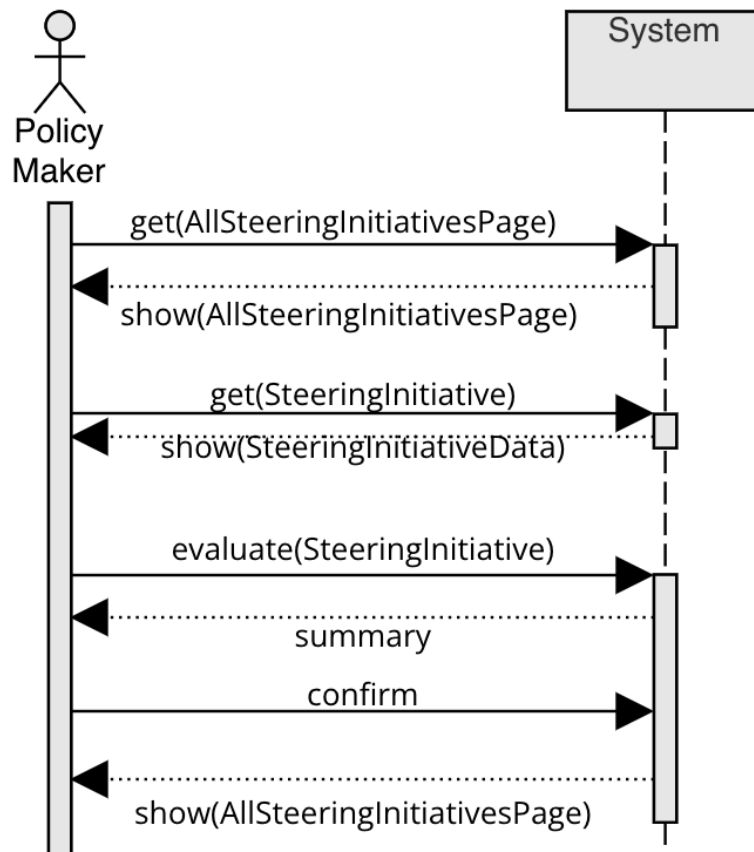 System
Policy
Maker
get(AllSteeringInitiativesPage)
show(AllSteeringInitiativesPage)
get(SteeringInitiative)
show(SteeringInitiativeData)
evaluate(SteeringInitiative)
summary
confirm
show(AllSteeringInitiativesPage)